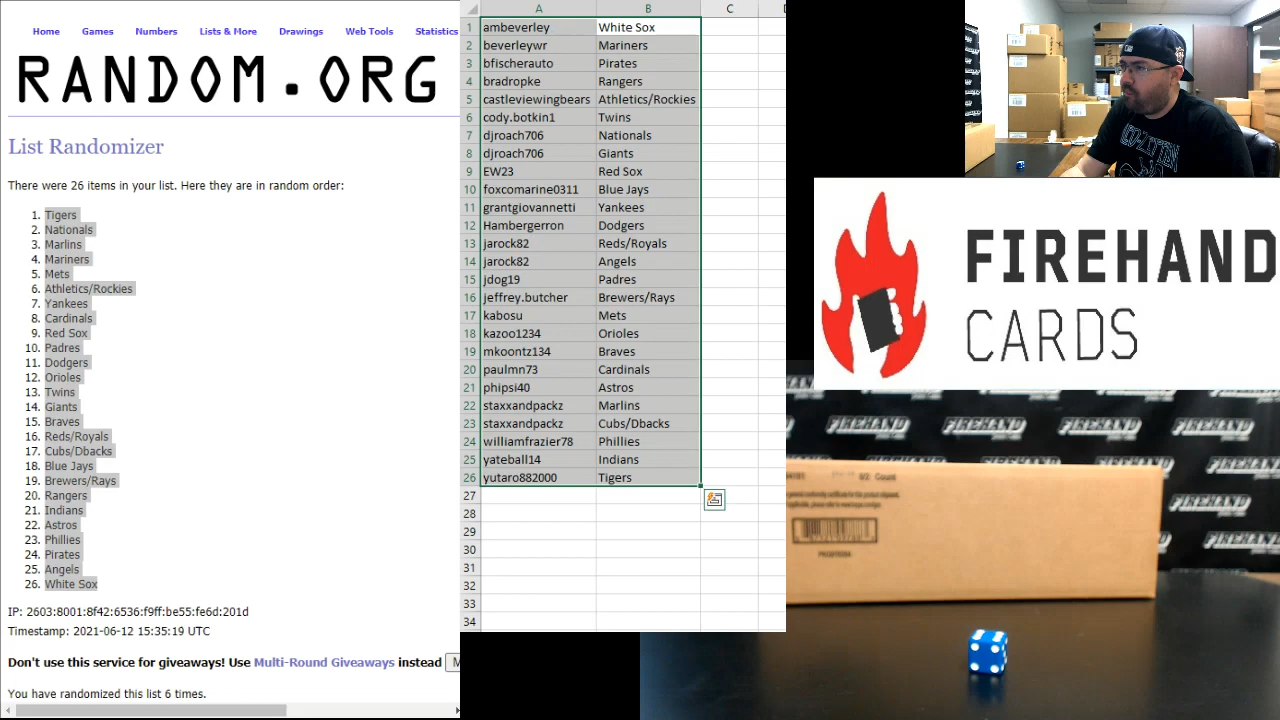 Home Games Numbers Lists & More Drawings Web Tools Statistics
RANDOM.ORG
List Randomizer
There were 26 items in your list. Here they are in random order:
1. Tigers
2. Nationals
3. Marlins
4. Mariners
5. Mets
6. Athletics/Rockies
7. Yankees
8. Cardinals
9. Red Sox
10. Padres
11. Dodgers
12. Orioles
13. Twins
14. Giants
15. Braves
16. Reds/Royals
17. Cubs/Dbacks
18. Blue Jays
19. Brewers/Rays
20. Rangers
21. Indians
22. Astros
23. Phillies
24. Pirates
25. Angels
26. White Sox
IP: 2603:8001:8f42:6536:f9ff:be55:fe6d:201d
Timestamp: 2021-06-12 15:35:19 UTC
Don't use this service for giveaways! Use Multi-Round Giveaways instead
You have randomized this list 6 times.
A B C
1 ambeverley White Sox
2 beverleywr Mariners
3 bfischerauto Pirates
4 bradropke Rangers
5 castleviewingbears Athletics/Rockies
6 cody.botkin1 Twins
7 djroach706 Nationals
8 djroach706 Giants
9 EW23 Red Sox
10 foxcomarine0311 Blue Jays
11 grantgiovannetti Yankees
12 Hambergerron Dodgers
13 jarock82 Reds/Royals
14 jarock82 Angels
15 jdog19 Padres
16 jeffrey.butcher Brewers/Rays
17 kabosu Mets
18 kazoo1234 Orioles
19 mkoontz134 Braves
20 paulmn73 Cardinals
21 phipsi40 Astros
22 staxxandpackz Marlins
23 staxxandpackz Cubs/Dbacks
24 williamfrazier78 Phillies
25 yateball14 Indians
26 yutaro882000 Tigers
27
28
29
30
31
32
33
34
FIREHAND
CARDS
FIREHAND FIREHAND FIREHAND
FIREHAND
FIREHAND
FIREHAND
Count